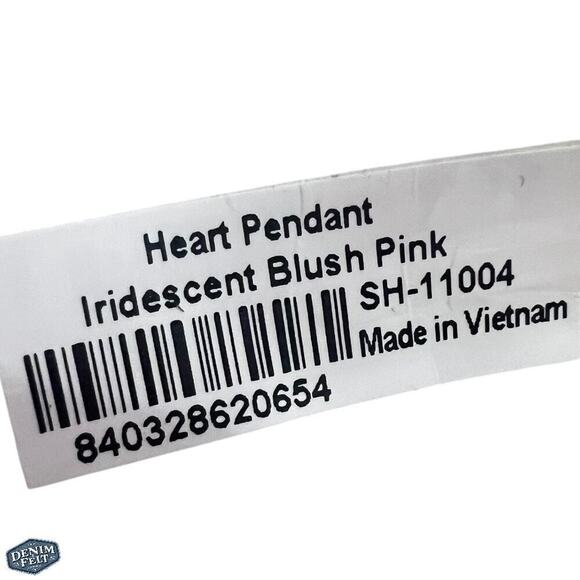 Heart Pendant
Iridescent Blush Pink
SH-11004
Made in Vietnam
840328620654
DENIM
FELT